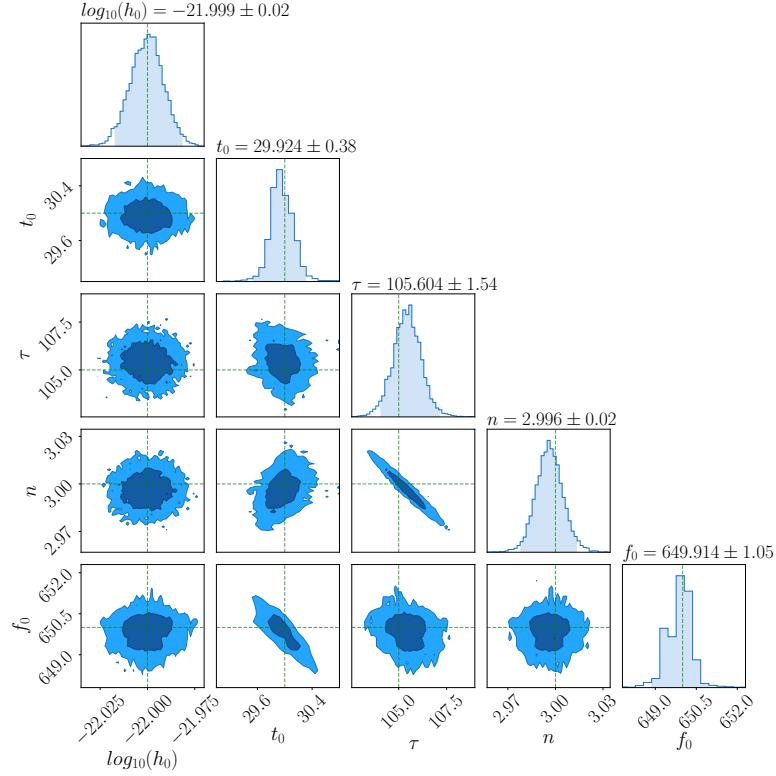 log₁₀(h₀) = −21.999 ± 0.02
t₀ = 29.924 ± 0.38
30.4
t₀
29.6
τ = 105.604 ± 1.54
107.5
τ
105.0
n = 2.996 ± 0.02
3.03
n
3.00
2.97
f₀ = 649.914 ± 1.05
652.0
f₀
650.5
649.0
−22.025 −22.000 −21.975 29.6 30.4 105.0 107.5 2.97 3.00 3.03 649.0 650.5 652.0
log₁₀(h₀) t₀ τ n f₀